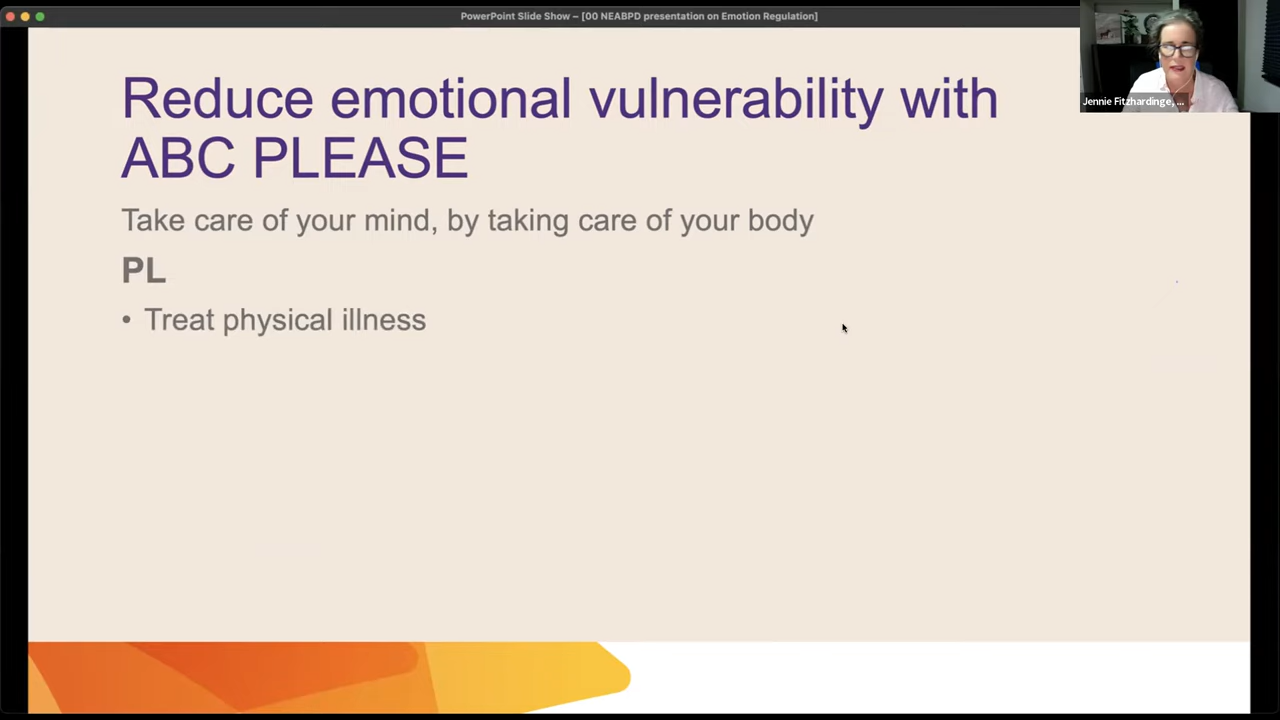 PowerPoint Slide Show – [00 NEABPD presentation on Emotion Regulation]
Jennie Fitzhardinge, ...
Reduce emotional vulnerability with
ABC PLEASE
Take care of your mind, by taking care of your body
PL
• Treat physical illness